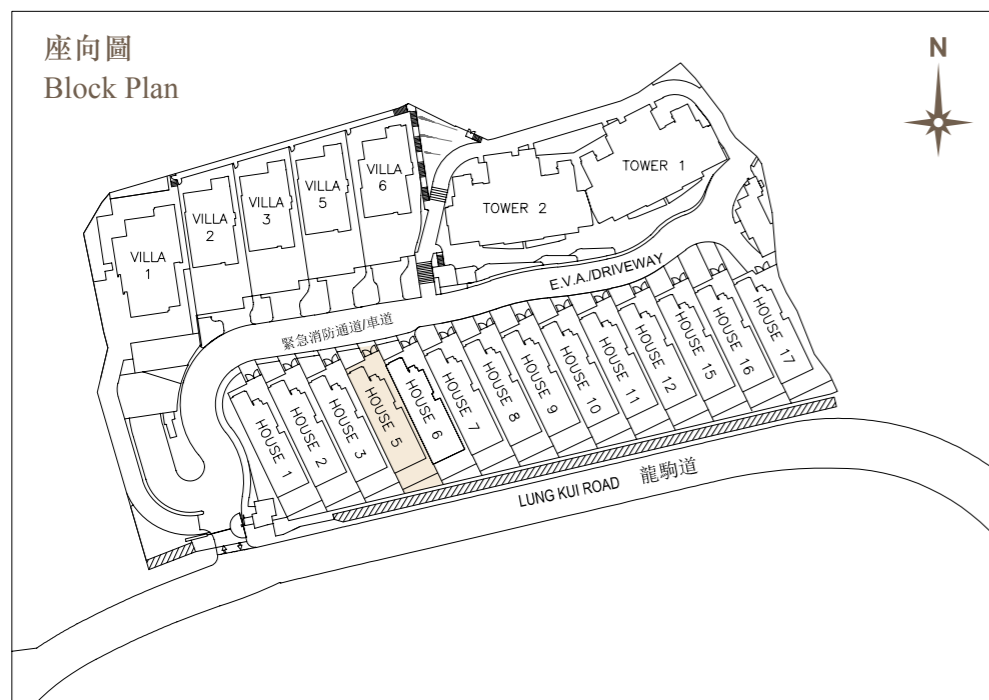 座向圖
Block Plan
N
VILLA
1
VILLA
2
VILLA
3
VILLA
5
VILLA
6
TOWER 2
TOWER 1
E.V.A./DRIVEWAY
緊急消防通道/車道
HOUSE 1
HOUSE 2
HOUSE 3
HOUSE 5
HOUSE 6
HOUSE 7
HOUSE 8
HOUSE 9
HOUSE 10
HOUSE 11
HOUSE 12
HOUSE 15
HOUSE 16
HOUSE 17
LUNG KUI ROAD 龍駒道